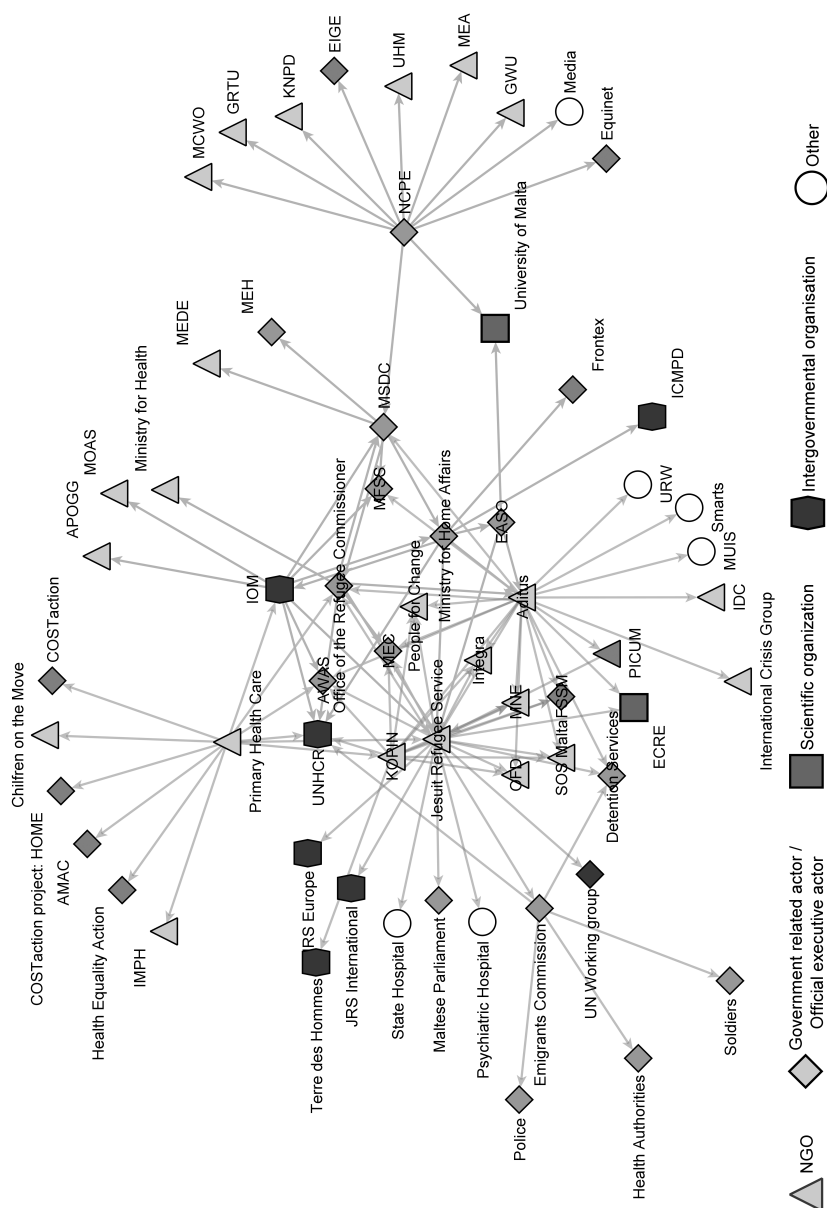 Chilfren on the Move
COSTaction project: HOME
COSTaction
AMAC
APOGG
MOAS
Health Equality Action
IMPH
Ministry for Health
MEDE
MCWO
GRTU
MEH
IOM
Primary Health Care
KNPD
RS Europe
Terre des Hommes
UNHCR
AWAS
EIGE
Office of the Refugee Commissioner
JRS International
MFSS
MSDC
MEC
KOPIN
State Hospital
UHM
NCPE
People for Change
Jesuit Refugee Service
Maltese Parliament
Ministry for Home Affairs
MEA
Integra
Psychiatric Hospital
GWU
OFD
MNE
EASO
Police
University of Malta
Aditus
Emigrants Commission
SOS Malta
FSSM
Media
UN Working group
Frontex
Equinet
Detention Services
PICUM
Health Authorities
ECRE
URW
ICMPD
Smarts
MUIS
Soldiers
IDC
International Crisis Group
NGO
Government related actor /
Official executive actor
Scientific organization
Intergovernmental organisation
Other